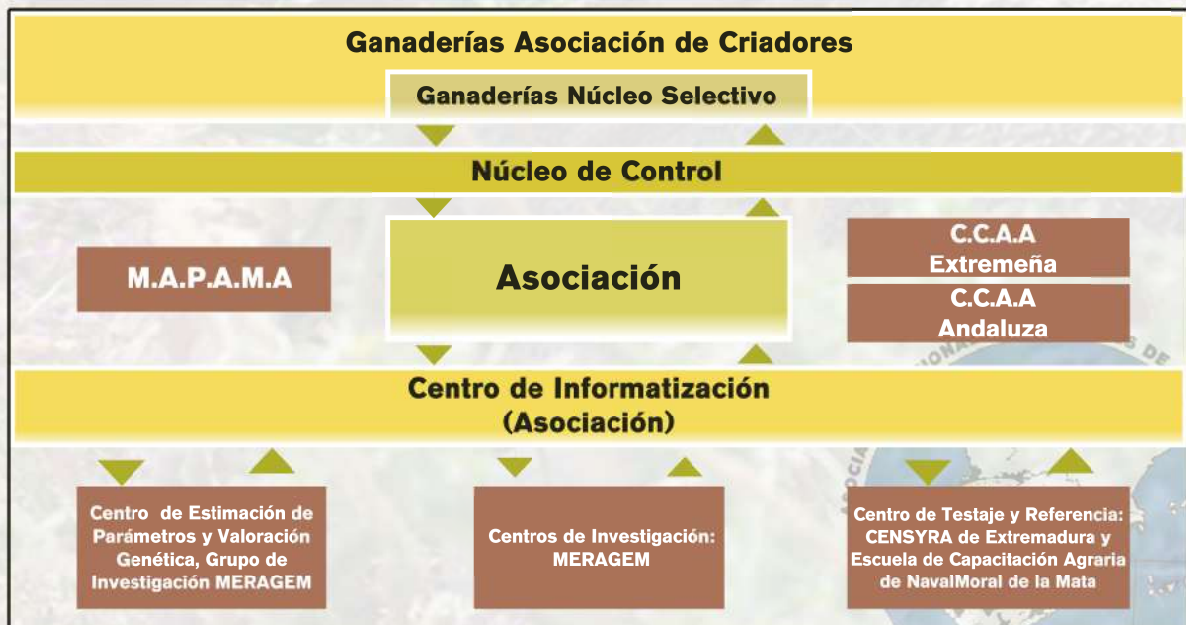 Ganaderías Asociación de Criadores
Ganaderías Núcleo Selectivo
Núcleo de Control
M.A.P.A.M.A
Asociación
C.C.A.A
Extremeña
C.C.A.A
Andaluza
Centro de Informatización
(Asociación)
Centro de Estimación de
Parámetros y Valoración
Genética, Grupo de
Investigación MERAGEM
Centros de Investigación:
MERAGEM
Centro de Testaje y Referencia:
CENSYRA de Extremadura y
Escuela de Capacilación Agraria
de NavalMoral de la Mata